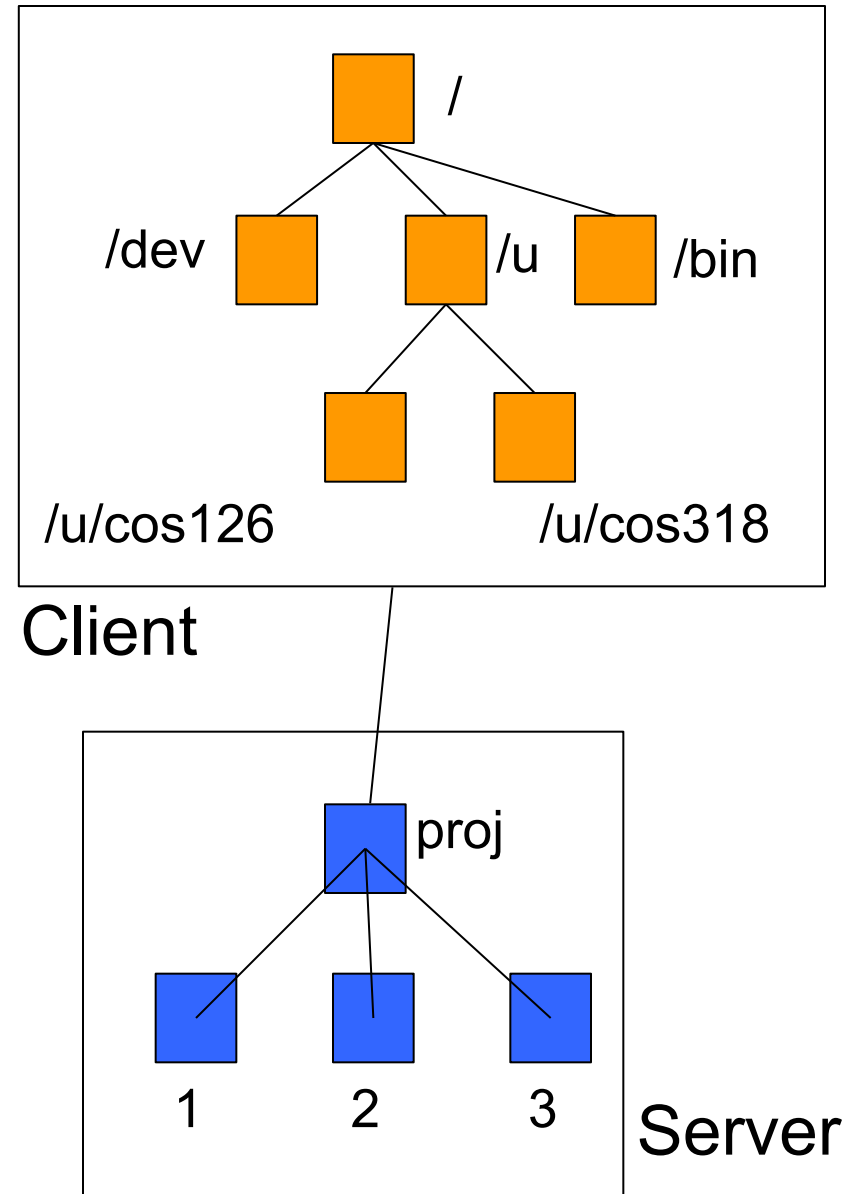 /
/dev
/u
/bin
/u/cos126
/u/cos318
Client
proj
1
2
3
Server